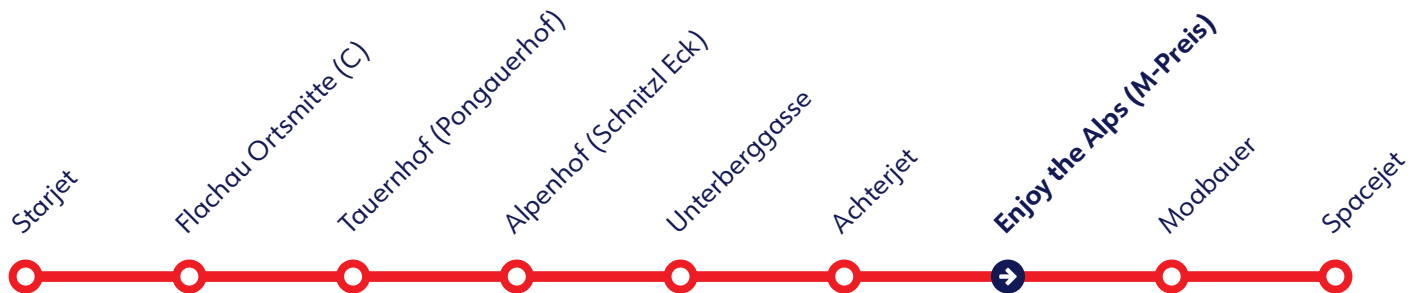 Starjet
Flachau Ortsmitte (C)
Tauernhof (Pongauerhof)
Alpenhof (Schnitzl Eck)
Unterberggasse
Achterjet
Enjoy the Alps (M-Preis)
Moabauer
Spacejet